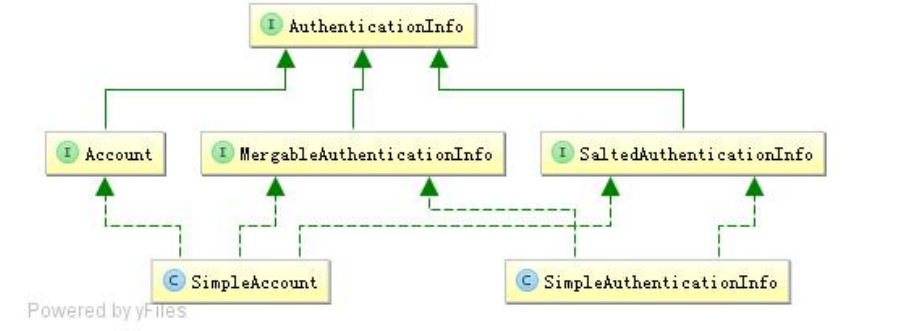 I AuthenticationInfo
I Account
I MergableAuthenticationInfo
I SaltedAuthenticationInfo
C SimpleAccount
C SimpleAuthenticationInfo
Powered by yFiles